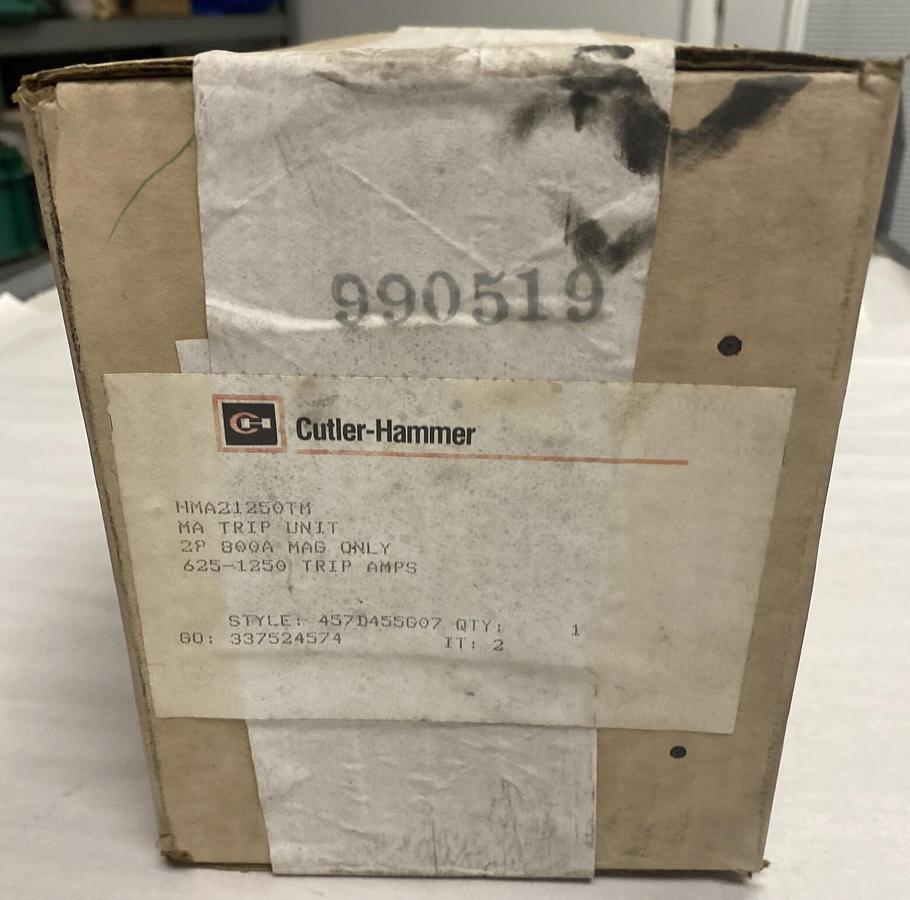 990519
CH
Cutler-Hammer
HMA21250TM
MA TRIP UNIT
2P 800A MAG ONLY
625-1250 TRIP AMPS
STYLE: 457D455G07 QTY: 1
GO: 337524574 IT: 2